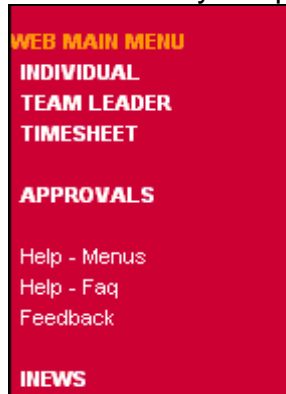 WEB MAIN MENU
INDIVIDUAL
TEAM LEADER
TIMESHEET
APPROVALS
Help - Menus
Help - Faq
Feedback
INEWS